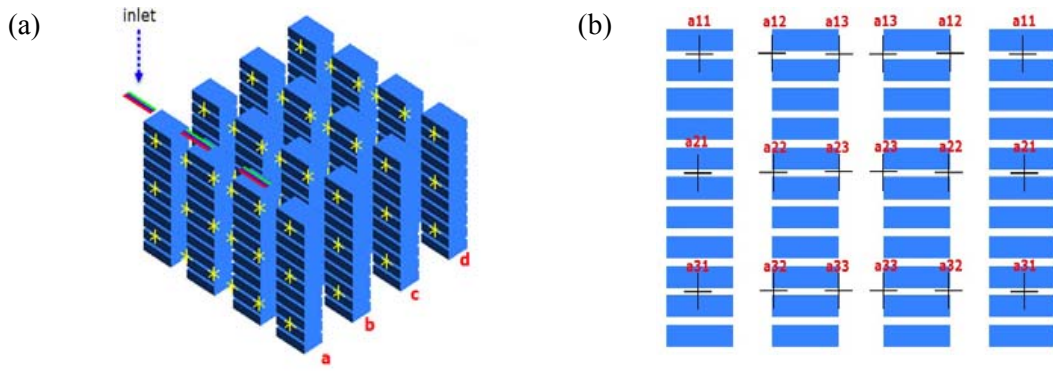 (a)
inlet
a
b
c
d
(b)
a11 a12 a13 a13 a12 a11
a21 a22 a23 a23 a22 a21
a31 a32 a33 a33 a32 a31